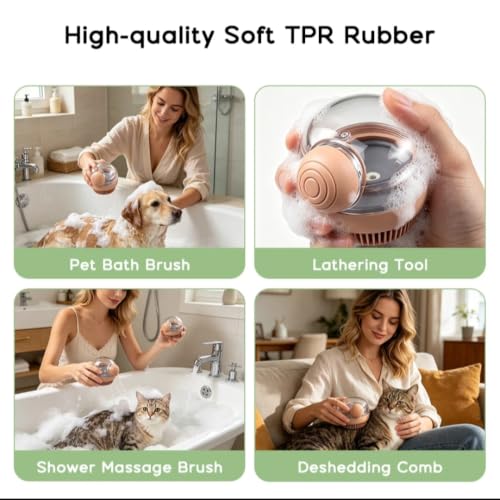 High-quality Soft TPR Rubber
Pet Bath Brush
Lathering Tool
Shower Massage Brush
Deshedding Comb